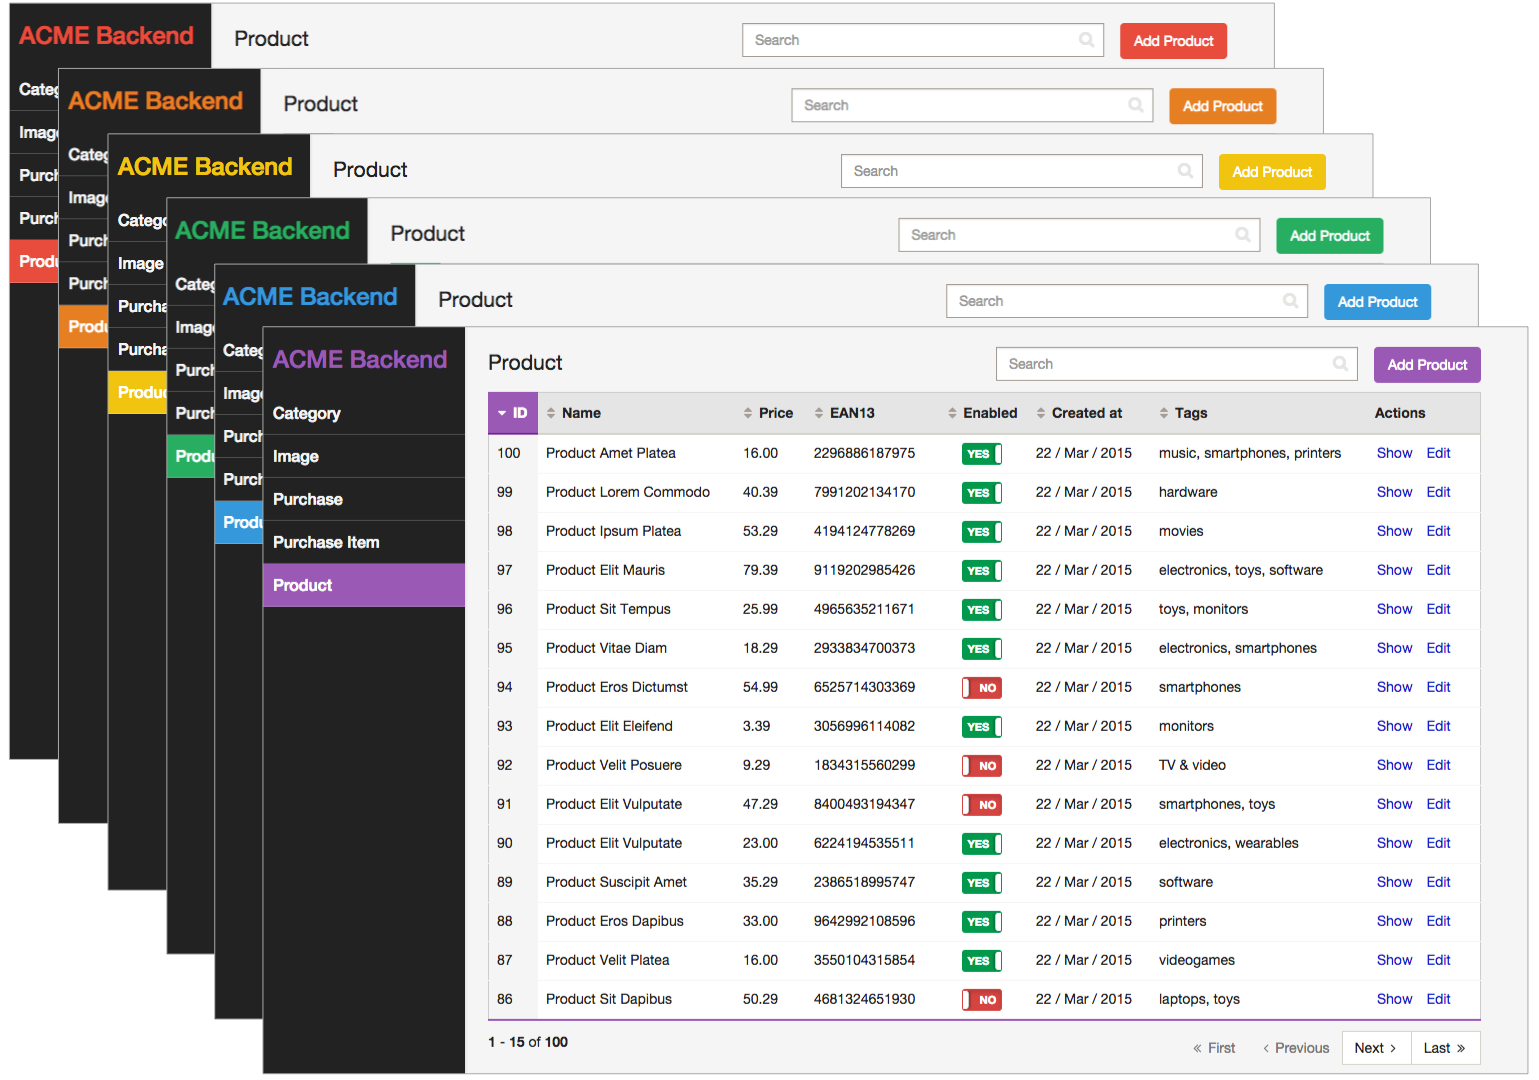 ACME Backend
Product
Search
Add Product
Categ
Imag
Purch
Purch
Produ
ACME Backend
Product
Search
Add Product
Categ
Imag
Purch
Purch
Produ
ACME Backend
Product
Search
Add Product
Catego
Image
Purcha
Purcha
Produc
ACME Backend
Product
Search
Add Product
Categ
Imag
Purch
Purch
Produ
ACME Backend
Product
Search
Add Product
Categ
Imag
Purch
Purch
Produ
ACME Backend
Category
Image
Purchase
Purchase Item
Product
Product
Search
Add Product
ID Name Price EAN13 Enabled Created at Tags Actions
100 Product Amet Platea 16.00 2296886187975 YES 22 / Mar / 2015 music, smartphones, printers Show Edit
99 Product Lorem Commodo 40.39 7991202134170 YES 22 / Mar / 2015 hardware Show Edit
98 Product Ipsum Platea 53.29 4194124778269 YES 22 / Mar / 2015 movies Show Edit
97 Product Elit Mauris 79.39 9119202985426 YES 22 / Mar / 2015 electronics, toys, software Show Edit
96 Product Sit Tempus 25.99 4965635211671 YES 22 / Mar / 2015 toys, monitors Show Edit
95 Product Vitae Diam 18.29 2933834700373 YES 22 / Mar / 2015 electronics, smartphones Show Edit
94 Product Eros Dictumst 54.99 6525714303369 NO 22 / Mar / 2015 smartphones Show Edit
93 Product Elit Eleifend 3.39 3056996114082 YES 22 / Mar / 2015 monitors Show Edit
92 Product Velit Posuere 9.29 1834315560299 NO 22 / Mar / 2015 TV & video Show Edit
91 Product Elit Vulputate 47.29 8400493194347 NO 22 / Mar / 2015 smartphones, toys Show Edit
90 Product Elit Vulputate 23.00 6224194535511 YES 22 / Mar / 2015 electronics, wearables Show Edit
89 Product Suscipit Amet 35.29 2386518995747 YES 22 / Mar / 2015 software Show Edit
88 Product Eros Dapibus 33.00 9642992108596 YES 22 / Mar / 2015 printers Show Edit
87 Product Velit Platea 16.00 3550104315854 YES 22 / Mar / 2015 videogames Show Edit
86 Product Sit Dapibus 50.29 4681324651930 NO 22 / Mar / 2015 laptops, toys Show Edit
1 - 15 of 100
« First ‹ Previous Next › Last »